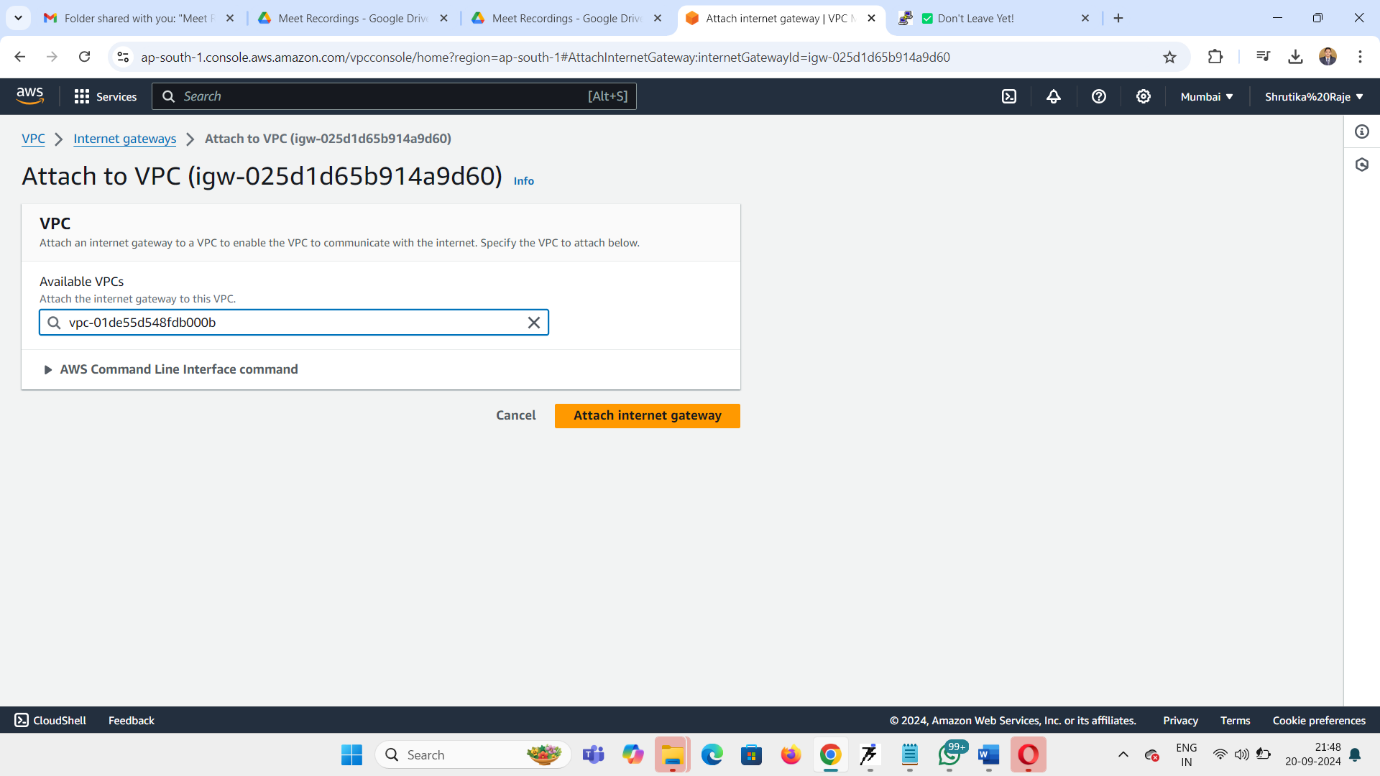 Folder shared with you: "Meet R
Meet Recordings - Google Drive
Meet Recordings - Google Drive
Attach internet gateway | VPC M
Don't Leave Yet!
ap-south-1.console.aws.amazon.com/vpcconsole/home?region=ap-south-1#AttachInternetGateway:internetGatewayId=igw-025d1d65b914a9d60
aws
Services
Search
[Alt+S]
Mumbai
Shrutika%20Raje
VPC
Internet gateways
Attach to VPC (igw-025d1d65b914a9d60)
Attach to VPC (igw-025d1d65b914a9d60) Info
VPC
Attach an internet gateway to a VPC to enable the VPC to communicate with the internet. Specify the VPC to attach below.
Available VPCs
Attach the internet gateway to this VPC.
vpc-01de55d548fdb000b
AWS Command Line Interface command
Cancel
Attach internet gateway
CloudShell
Feedback
© 2024, Amazon Web Services, Inc. or its affiliates.
Privacy
Terms
Cookie preferences
Search
99+
ENG
IN
21:48
20-09-2024